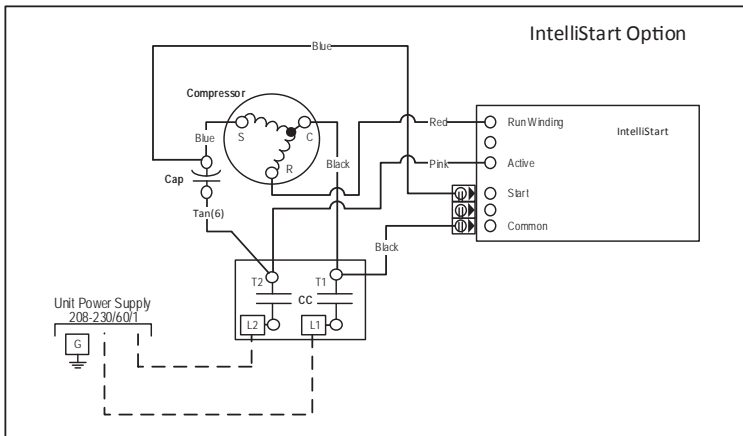 IntelliStart Option
Blue
Compressor
S
C
R
Blue
Cap
Tan(6)
Black
Red
Pink
Run Winding
IntelliStart
Active
Start
Common
Black
T2
T1
CC
L2
L1
Unit Power Supply
208-230/60/1
G